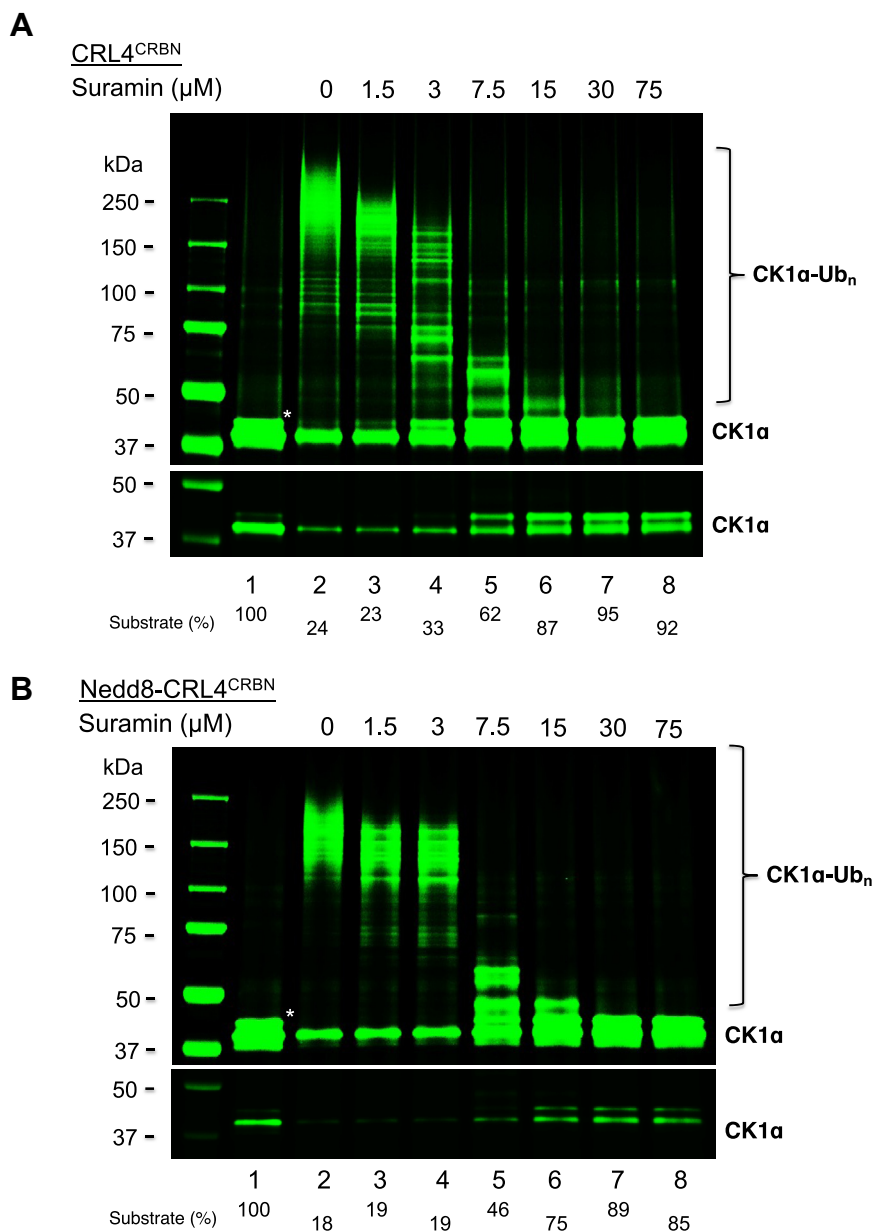 A
CRL4CRBN
Suramin (µM) 0 1.5 3 7.5 15 30 75
kDa
250
150
100
75
50
37
*
CK1α-Ubn
CK1α
50
37
CK1α
1 2 3 4 5 6 7 8
Substrate (%) 100 24 23 33 62 87 95 92
B
Nedd8-CRL4CRBN
Suramin (µM) 0 1.5 3 7.5 15 30 75
kDa
250
150
100
75
50
37
*
CK1α-Ubn
CK1α
50
37
CK1α
1 2 3 4 5 6 7 8
Substrate (%) 100 18 19 19 46 75 89 85